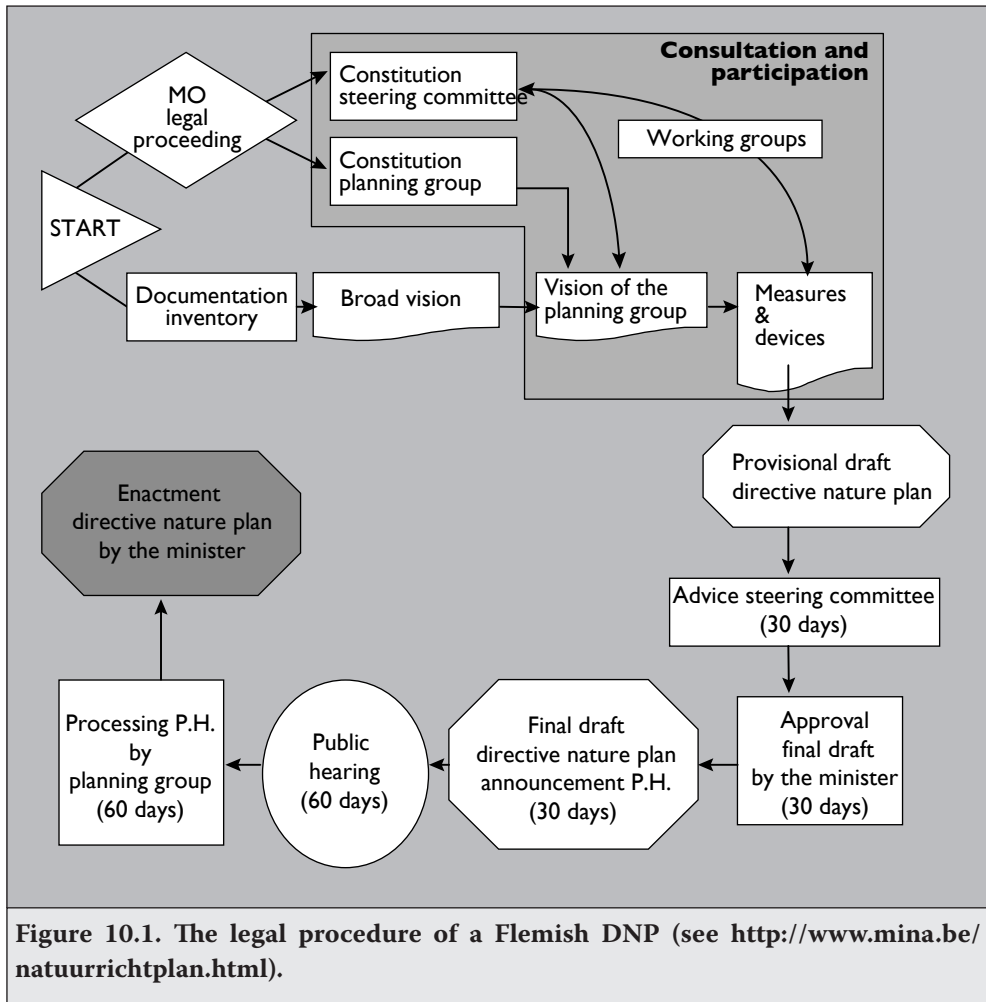 Consultation and
participation
MO
legal
proceeding
Constitution
steering committee
Working groups
Constitution
planning group
START
Documentation
inventory
Broad vision
Vision of the
planning group
Measures
&
devices
Provisional draft
directive nature plan
Enactment
directive nature plan
by the minister
Advice steering committee
(30 days)
Processing P.H.
by
planning group
(60 days)
Public
hearing
(60 days)
Final draft
directive nature plan
announcement P.H.
(30 days)
Approval
final draft
by the minister
(30 days)
Figure 10.1. The legal procedure of a Flemish DNP (see http://www.mina.be/
natuurrichtplan.html).